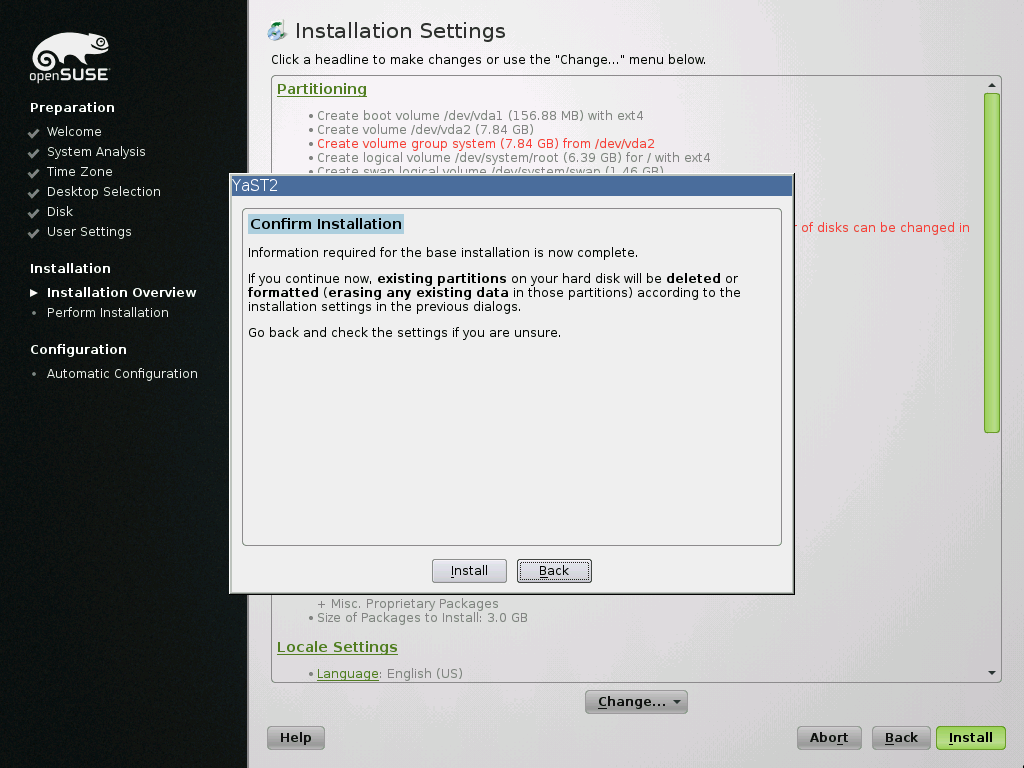 openSUSE
Preparation
Welcome
System Analysis
Time Zone
Desktop Selection
Disk
User Settings
Installation
Installation Overview
Perform Installation
Configuration
Automatic Configuration
Installation Settings
Click a headline to make changes or use the "Change..." menu below.
Partitioning
• Create boot volume /dev/vda1 (156.88 MB) with ext4
• Create volume /dev/vda2 (7.84 GB)
• Create volume group system (7.84 GB) from /dev/vda2
• Create logical volume /dev/system/root (6.39 GB) for / with ext4
• Create swap logical volume /dev/system/swap (1.46 GB)
of disks can be changed in
YaST2
Confirm Installation
Information required for the base installation is now complete.
If you continue now, existing partitions on your hard disk will be deleted or
formatted (erasing any existing data in those partitions) according to the
installation settings in the previous dialogs.
Go back and check the settings if you are unsure.
Install
Back
+ Misc. Proprietary Packages
• Size of Packages to Install: 3.0 GB
Locale Settings
• Language: English (US)
Change...
Help
Abort
Back
Install